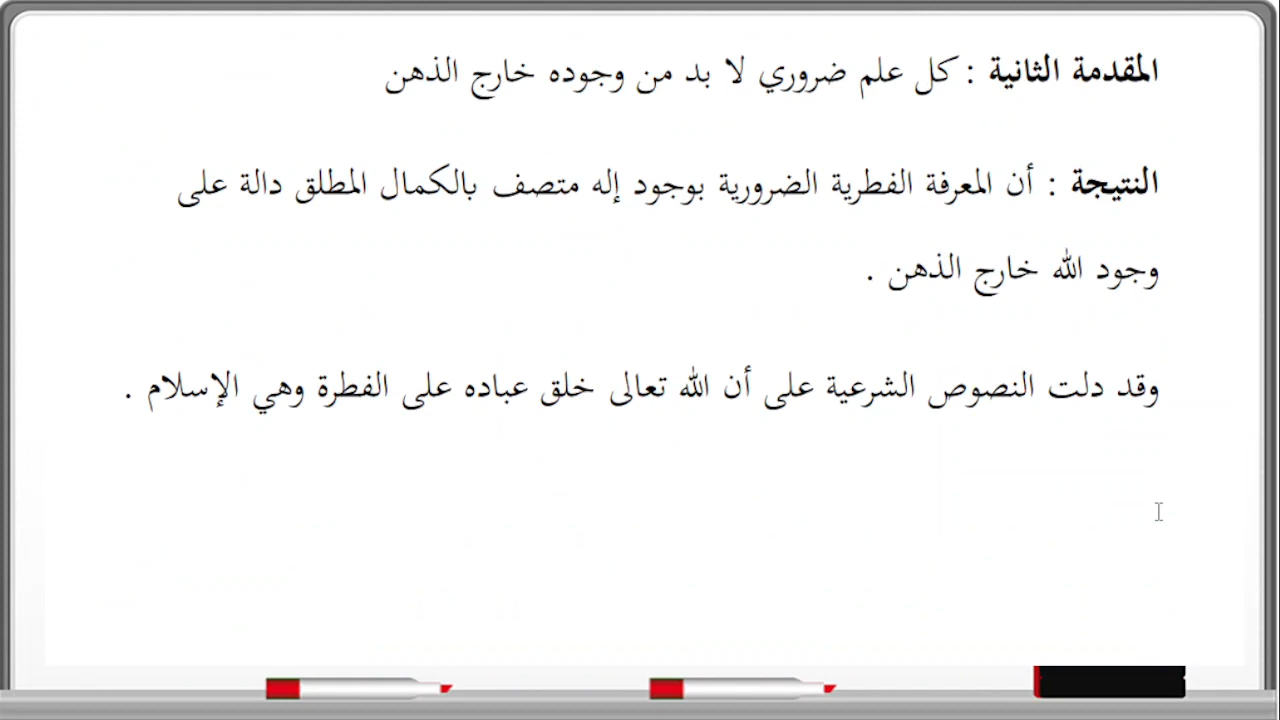 المقدمة الثانية : كل علم ضروري لا بد من وجوده خارج الذهن
النتيجة : أن المعرفة الفطرية الضرورية بوجود إله متصف بالكمال المطلق دالة على
وجود الله خارج الذهن .
وقد دلت النصوص الشرعية على أن الله تعالى خلق عباده على الفطرة وهي الإسلام .